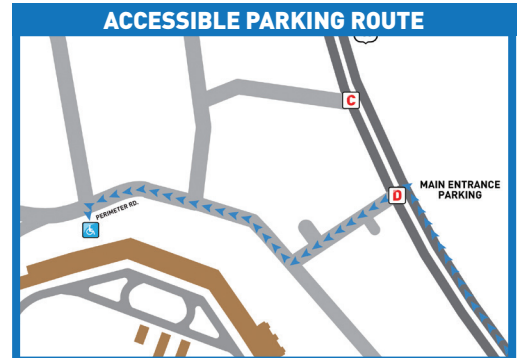 ACCESSIBLE PARKING ROUTE
C
D
MAIN ENTRANCE
PARKING
PERIMETER RD.